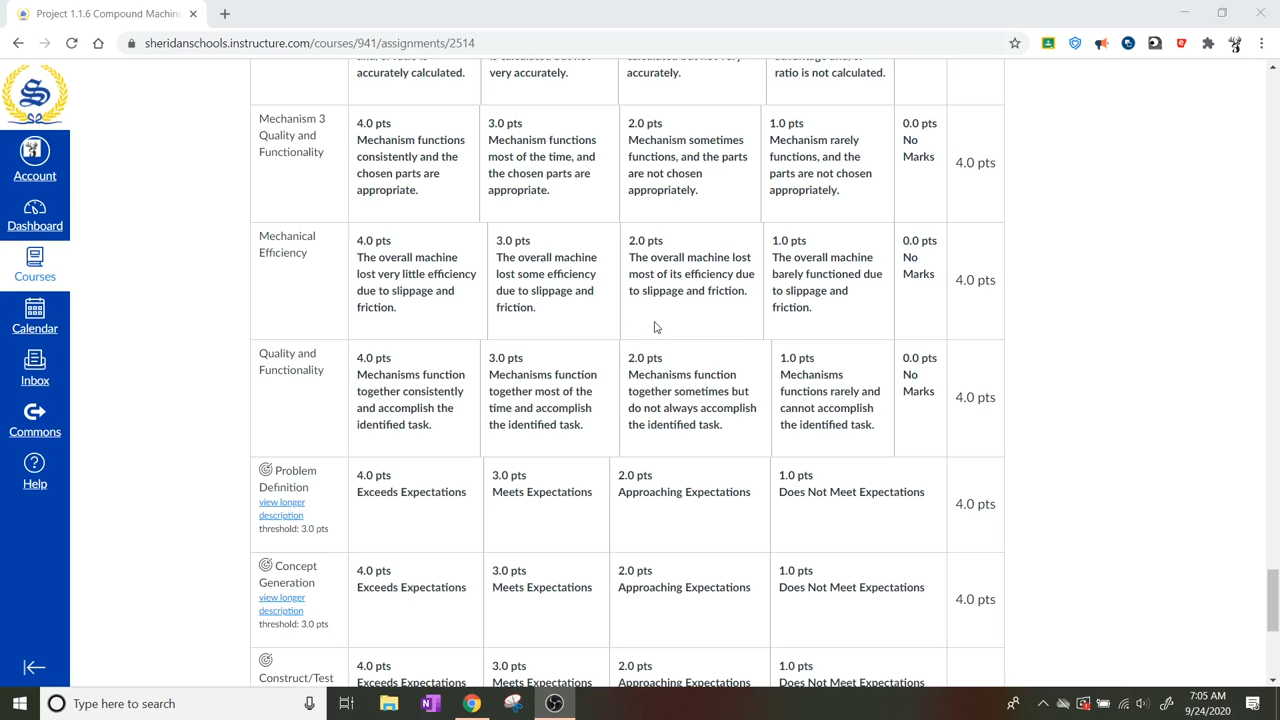 Project 1.1.6 Compound Machine
sheridanschools.instructure.com/courses/941/assignments/2514
Account
Dashboard
Courses
Calendar
Inbox
Commons
Help
accurately calculated.
very accurately.
accurately.
ratio is not calculated.
Mechanism 3
Quality and
Functionality
4.0 pts
Mechanism functions
consistently and the
chosen parts are
appropriate.
3.0 pts
Mechanism functions
most of the time, and
the chosen parts are
appropriate.
2.0 pts
Mechanism sometimes
functions, and the parts
are not chosen
appropriately.
1.0 pts
Mechanism rarely
functions, and the
parts are not chosen
appropriately.
0.0 pts
No
Marks
4.0 pts
Mechanical
Efficiency
4.0 pts
The overall machine
lost very little efficiency
due to slippage and
friction.
3.0 pts
The overall machine
lost some efficiency
due to slippage and
friction.
2.0 pts
The overall machine lost
most of its efficiency due
to slippage and friction.
1.0 pts
The overall machine
barely functioned due
to slippage and
friction.
0.0 pts
No
Marks
4.0 pts
Quality and
Functionality
4.0 pts
Mechanisms function
together consistently
and accomplish the
identified task.
3.0 pts
Mechanisms function
together most of the
time and accomplish
the identified task.
2.0 pts
Mechanisms function
together sometimes but
do not always accomplish
the identified task.
1.0 pts
Mechanisms
functions rarely and
cannot accomplish
the identified task.
0.0 pts
No
Marks
4.0 pts
Problem
Definition
view longer
description
threshold: 3.0 pts
4.0 pts
Exceeds Expectations
3.0 pts
Meets Expectations
2.0 pts
Approaching Expectations
1.0 pts
Does Not Meet Expectations
4.0 pts
Concept
Generation
view longer
description
threshold: 3.0 pts
4.0 pts
Exceeds Expectations
3.0 pts
Meets Expectations
2.0 pts
Approaching Expectations
1.0 pts
Does Not Meet Expectations
4.0 pts
Construct/Test
4.0 pts
Exceeds Expectations
3.0 pts
Meets Expectations
2.0 pts
Approaching Expectations
1.0 pts
Does Not Meet Expectations
Type here to search
7:05 AM
9/24/2020